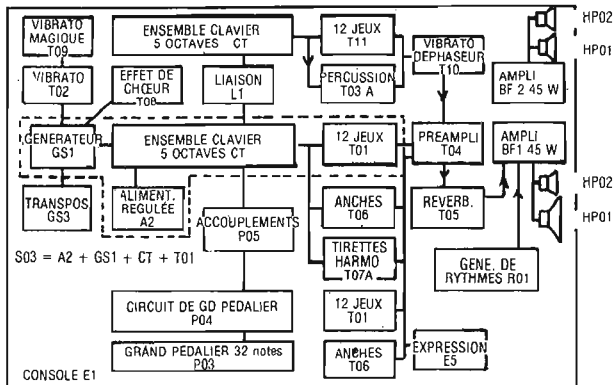 VIBRATO
MAGIQUE
T09
ENSEMBLE CLAVIER
5 OCTAVES CT
12 JEUX
T11
HP02
HP01
VIBRATO
T02
EFFET DE
CHŒUR
T08
LIAISON
L1
PERCUSSION
T03 A
VIBRATO
DEPHASEUR
T10
AMPLI
BF 2 45 W
GENERATEUR
GS1
ENSEMBLE CLAVIER
5 OCTAVES CT
12 JEUX
T01
PREAMPLI
T04
AMPLI
BF1 45 W
TRANSPOS.
GS3
ALIMENT.
REGULÉE
A2
ACCOUPLEMENTS
P05
ANCHES
T06
REVERB.
T05
HP02
HP01
S03 = A2 + GS1 + CT + T01
TIRETTES
HARMO
T07A
GENE. DE
RYTHMES R01
CIRCUIT DE GD PEDALIER
P04
12 JEUX
T01
GRAND PEDALIER 32 notes
P03
ANCHES
T06
EXPRESSION
E5
CONSOLE E1